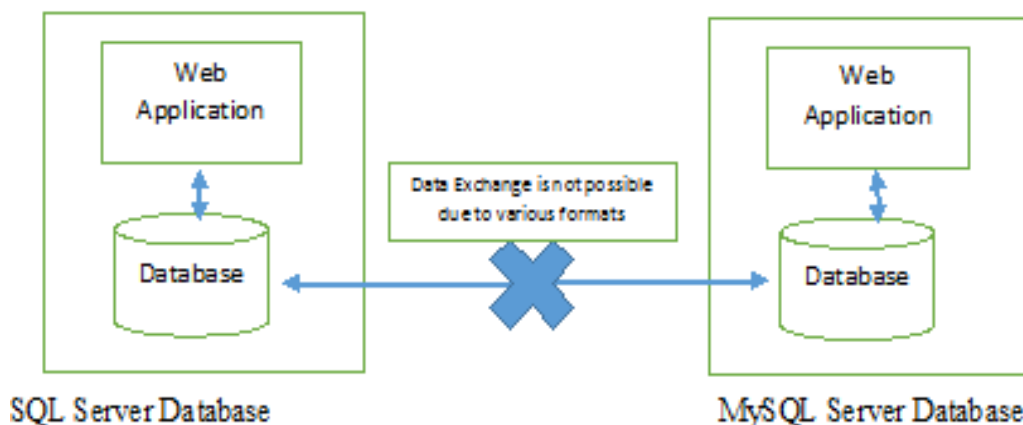 Web
Application
Database
SQL Server Database
Data Exchange is not possible
due to various formats
Web
Application
Database
MySQL Server Database